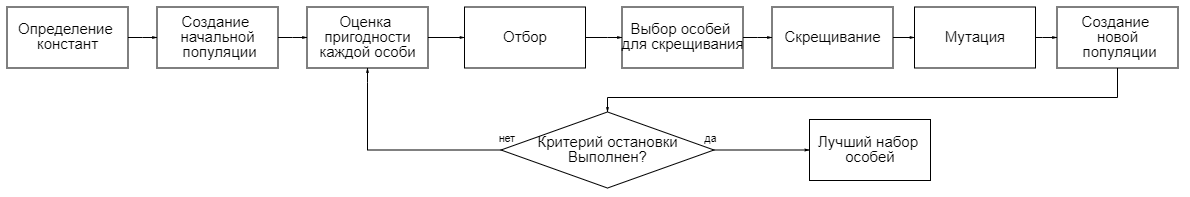 Определение
констант
Создание
начальной
популяции
Оценка
пригодности
каждой особи
Отбор
Выбор особей
для скрещивания
Скрещивание
Мутация
Создание
новой
популяции
нет
Критерий остановки
Выполнен?
да
Лучший набор
особей